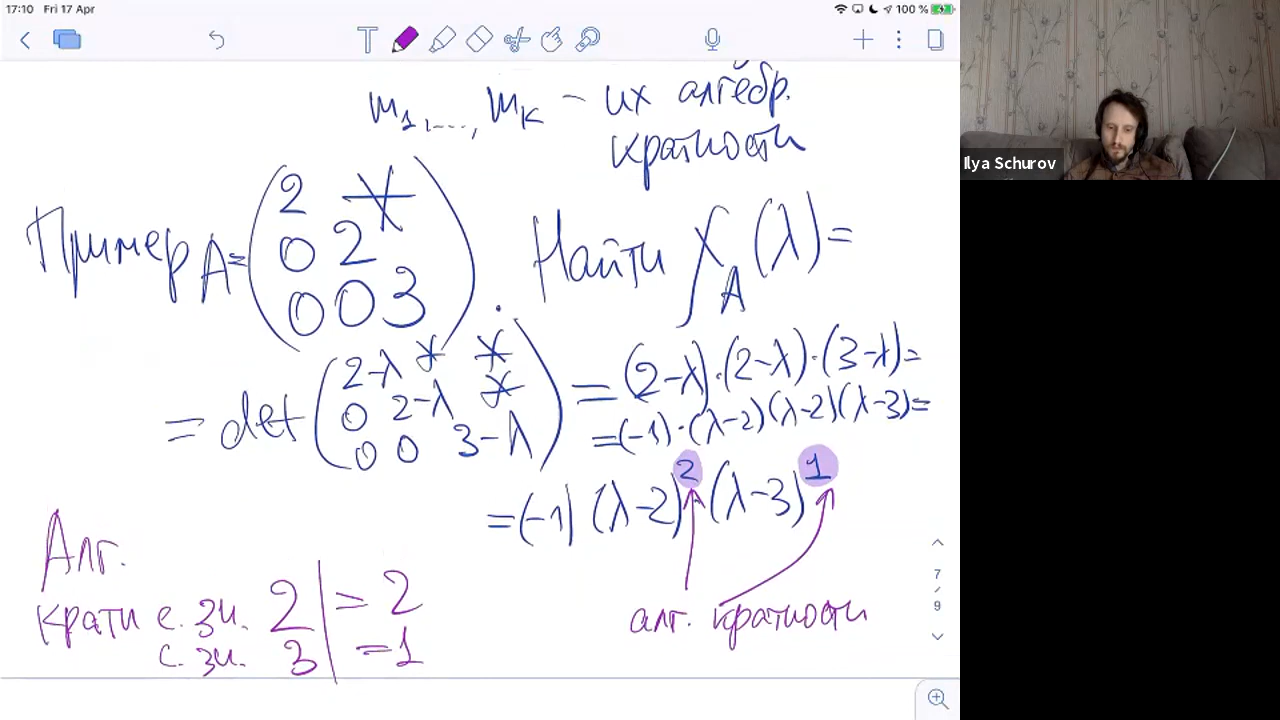 17:10 Fri 17 Apr
100 %
m₁, ..., mₖ – их алгебр.
кратности
Ilya Schurov
Пример A = (2 * / 0 2 / 0 0 3). Найти χ_A(λ) =
= det (2-λ * * / 0 2-λ * / 0 0 3-λ) = (2-λ)·(2-λ)·(3-λ) =
= (-1)·(λ-2)(λ-2)(λ-3) =
= (-1) (λ-2)²·(λ-3)¹
Алг.
кратн с. зн. 2 | = 2
с. зн. 3 | = 1
алг. кратности
7
/
9